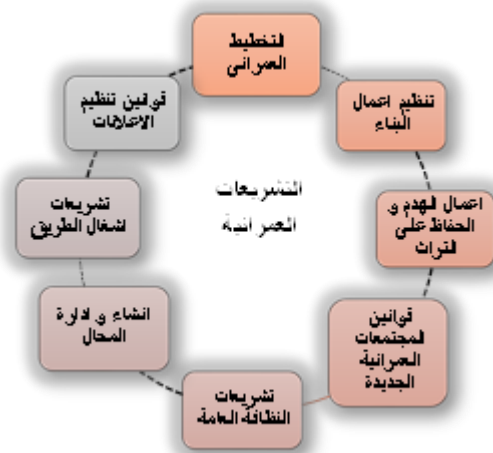 التخطيط
العمراني
تنظيم اعمال
البناء
اعمال الهدم و
الحفاظ على
التراث
قوانين
المجتمعات
العمرانية
الجديدة
تشريعات
النظافة العامة
انشاء و ادارة
المحال
تشريعات
اشغال الطريق
قوانين تنظيم
الاعلانات
التشريعات
العمرانية